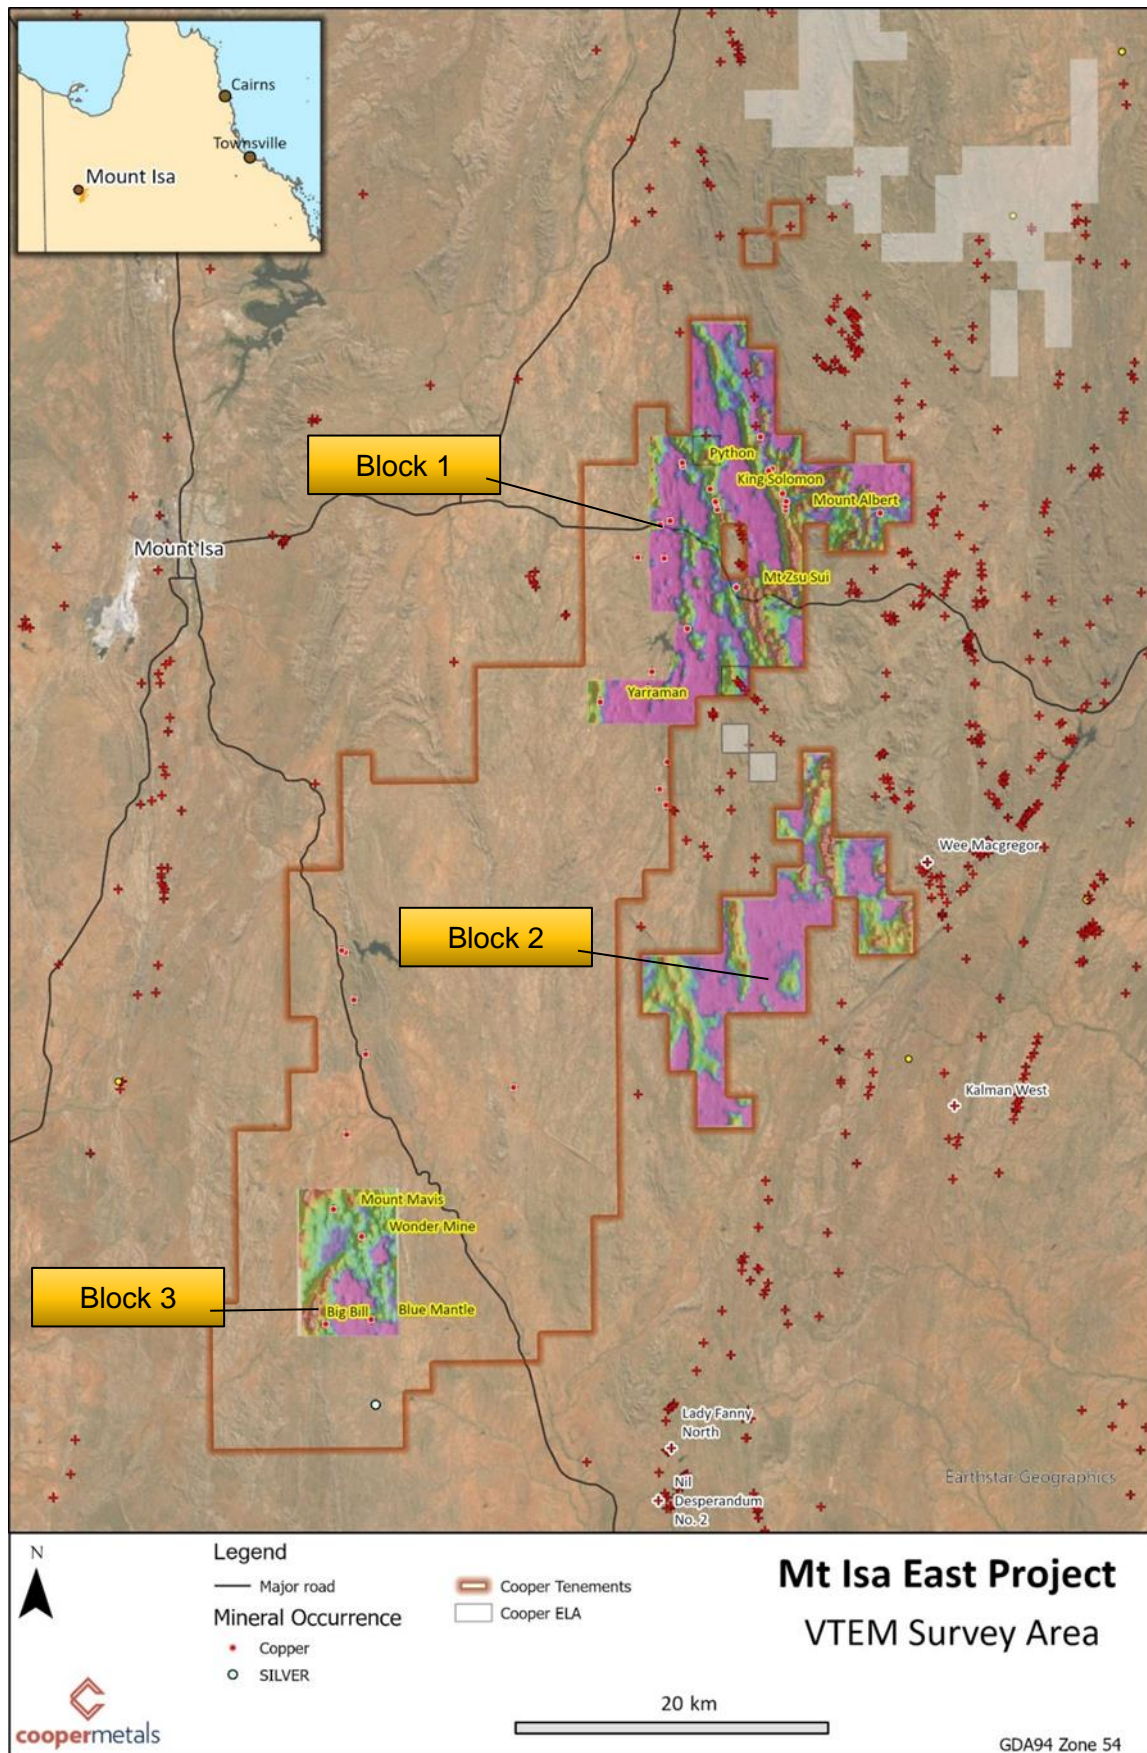 Cairns
Townsville
Mount Isa
Block 1
Python
King Solomon
Mount Albert
Mount Isa
Mt Zsu Sui
Yarraman
Wee Macgregor
Block 2
Kalman West
Mount Mavis
Wonder Mine
Block 3
Big Bill
Blue Mantle
Lady Fanny
North
Nil
Desperandum
No. 2
Earthstar Geographics
N
Legend
Major road
Mineral Occurrence
Copper
SILVER
Cooper Tenements
Cooper ELA
Mt Isa East Project
VTEM Survey Area
20 km
coopermetals
GDA94 Zone 54